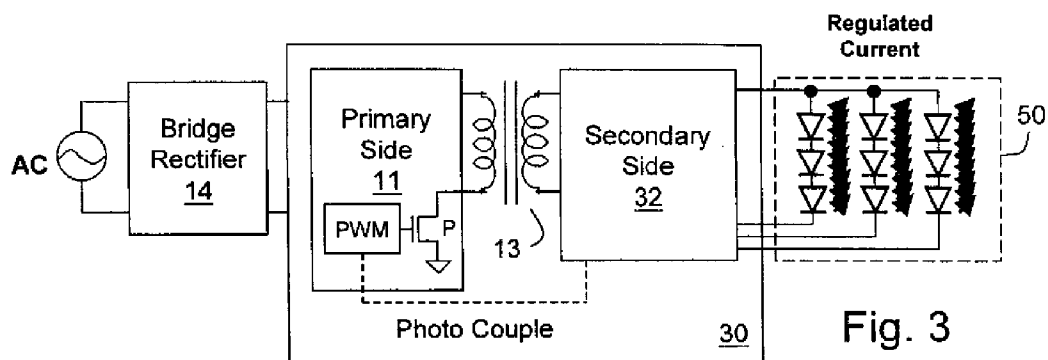 Regulated
Current
AC
Bridge
Rectifier
14
Primary
Side
11
PWM
P
13
Secondary
Side
32
50
Photo Couple
30
Fig. 3